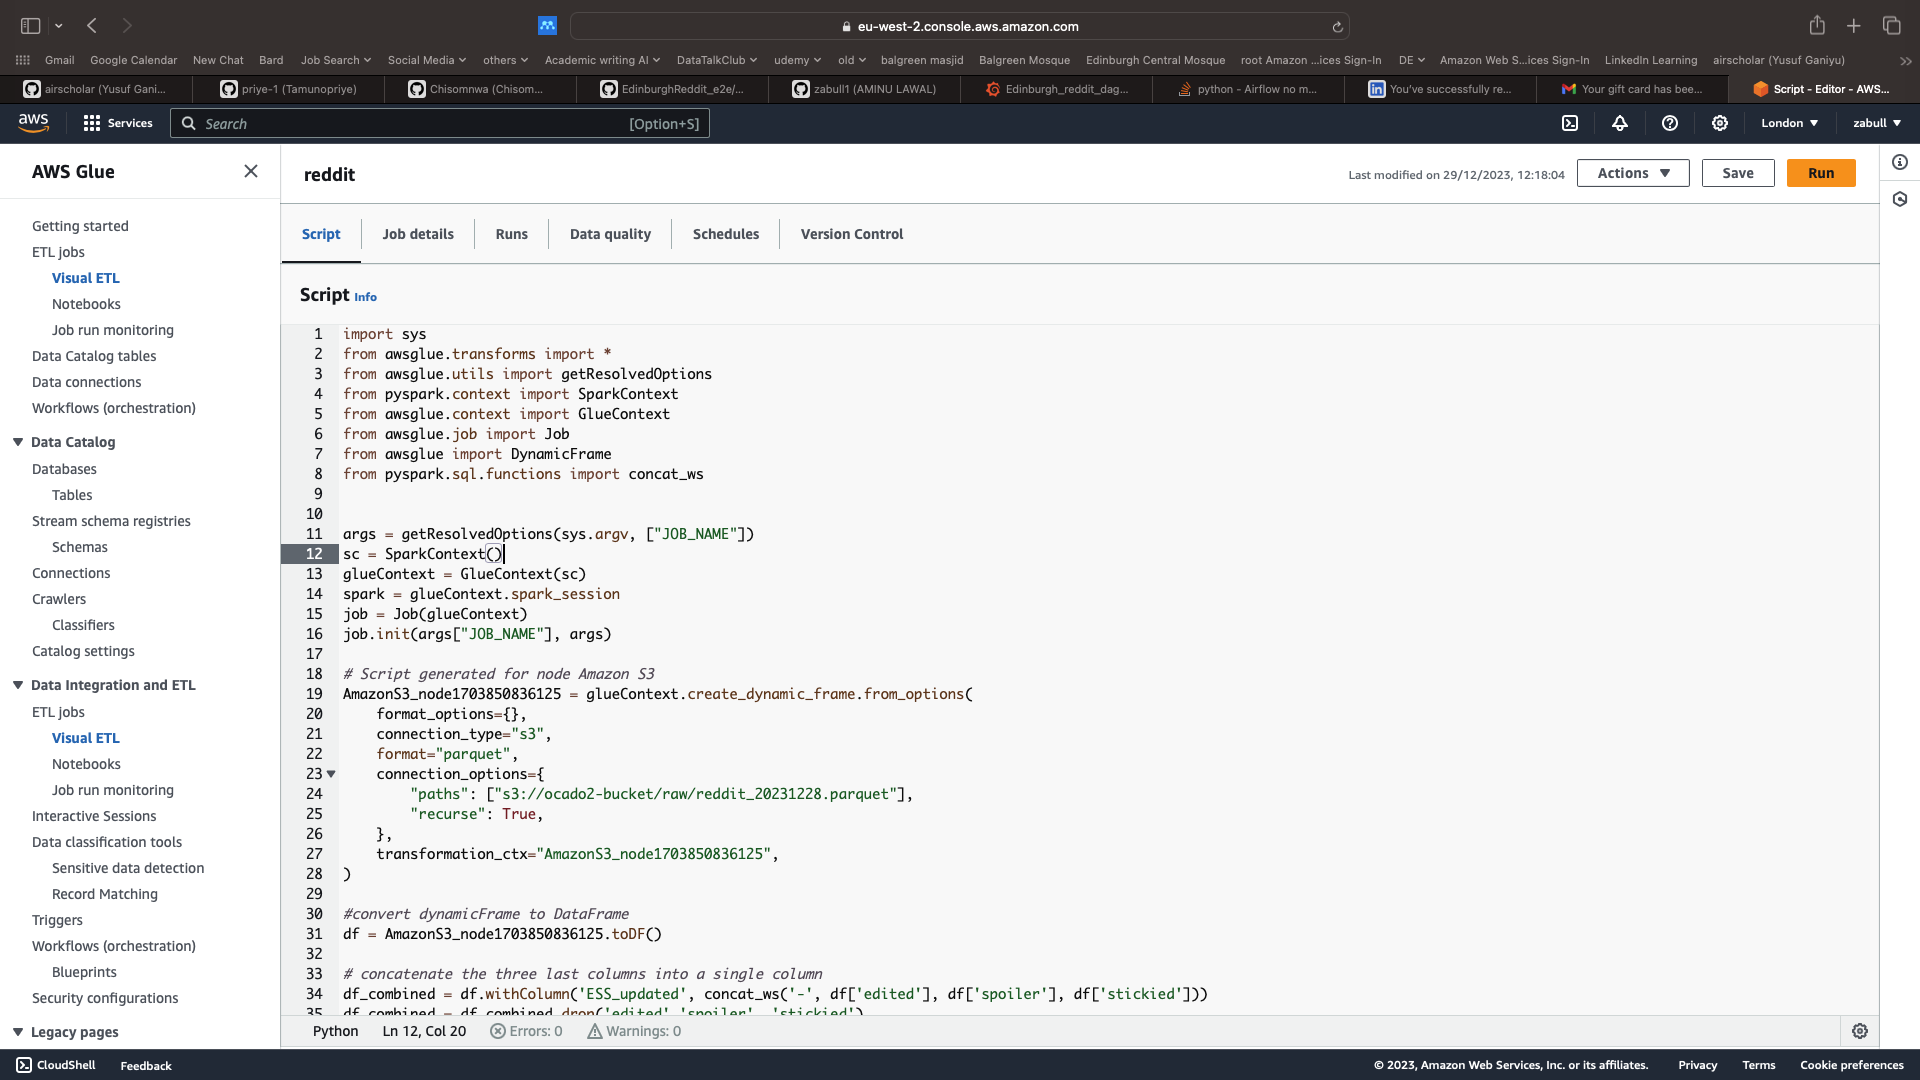 eu-west-2.console.aws.amazon.com
Gmail Google Calendar New Chat Bard Job Search Social Media others Academic writing AI DataTalkClub udemy old balgreen masjid Balgreen Mosque Edinburgh Central Mosque root Amazon ...ices Sign-In DE Amazon Web S...ices Sign-In LinkedIn Learning airscholar (Yusuf Ganiyu)
airscholar (Yusuf Gani... priye-1 (Tamunopriye) Chisomnwa (Chisom... EdinburghReddit_e2e/... zabull1 (AMINU LAWAL) Edinburgh_reddit_dag... python - Airflow no m... You've successfully re... Your gift card has bee... Script - Editor - AWS...
aws Services Search [Option+S] London zabull
AWS Glue
Getting started
ETL jobs
Visual ETL
Notebooks
Job run monitoring
Data Catalog tables
Data connections
Workflows (orchestration)
Data Catalog
Databases
Tables
Stream schema registries
Schemas
Connections
Crawlers
Classifiers
Catalog settings
Data Integration and ETL
ETL jobs
Visual ETL
Notebooks
Job run monitoring
Interactive Sessions
Data classification tools
Sensitive data detection
Record Matching
Triggers
Workflows (orchestration)
Blueprints
Security configurations
Legacy pages
reddit
Last modified on 29/12/2023, 12:18:04 Actions Save Run
Script Job details Runs Data quality Schedules Version Control
Script Info
1 import sys
2 from awsglue.transforms import *
3 from awsglue.utils import getResolvedOptions
4 from pyspark.context import SparkContext
5 from awsglue.context import GlueContext
6 from awsglue.job import Job
7 from awsglue import DynamicFrame
8 from pyspark.sql.functions import concat_ws
9
10
11 args = getResolvedOptions(sys.argv, ["JOB_NAME"])
12 sc = SparkContext()
13 glueContext = GlueContext(sc)
14 spark = glueContext.spark_session
15 job = Job(glueContext)
16 job.init(args["JOB_NAME"], args)
17
18 # Script generated for node Amazon S3
19 AmazonS3_node1703850836125 = glueContext.create_dynamic_frame.from_options(
20 format_options={},
21 connection_type="s3",
22 format="parquet",
23 connection_options={
24 "paths": ["s3://ocado2-bucket/raw/reddit_20231228.parquet"],
25 "recurse": True,
26 },
27 transformation_ctx="AmazonS3_node1703850836125",
28 )
29
30 #convert dynamicFrame to DataFrame
31 df = AmazonS3_node1703850836125.toDF()
32
33 # concatenate the three last columns into a single column
34 df_combined = df.withColumn('ESS_updated', concat_ws('-', df['edited'], df['spoiler'], df['stickied']))
35 df_combined = df_combined.drop('edited','spoiler', 'stickied')
Python Ln 12, Col 20 Errors: 0 Warnings: 0
CloudShell Feedback © 2023, Amazon Web Services, Inc. or its affiliates. Privacy Terms Cookie preferences